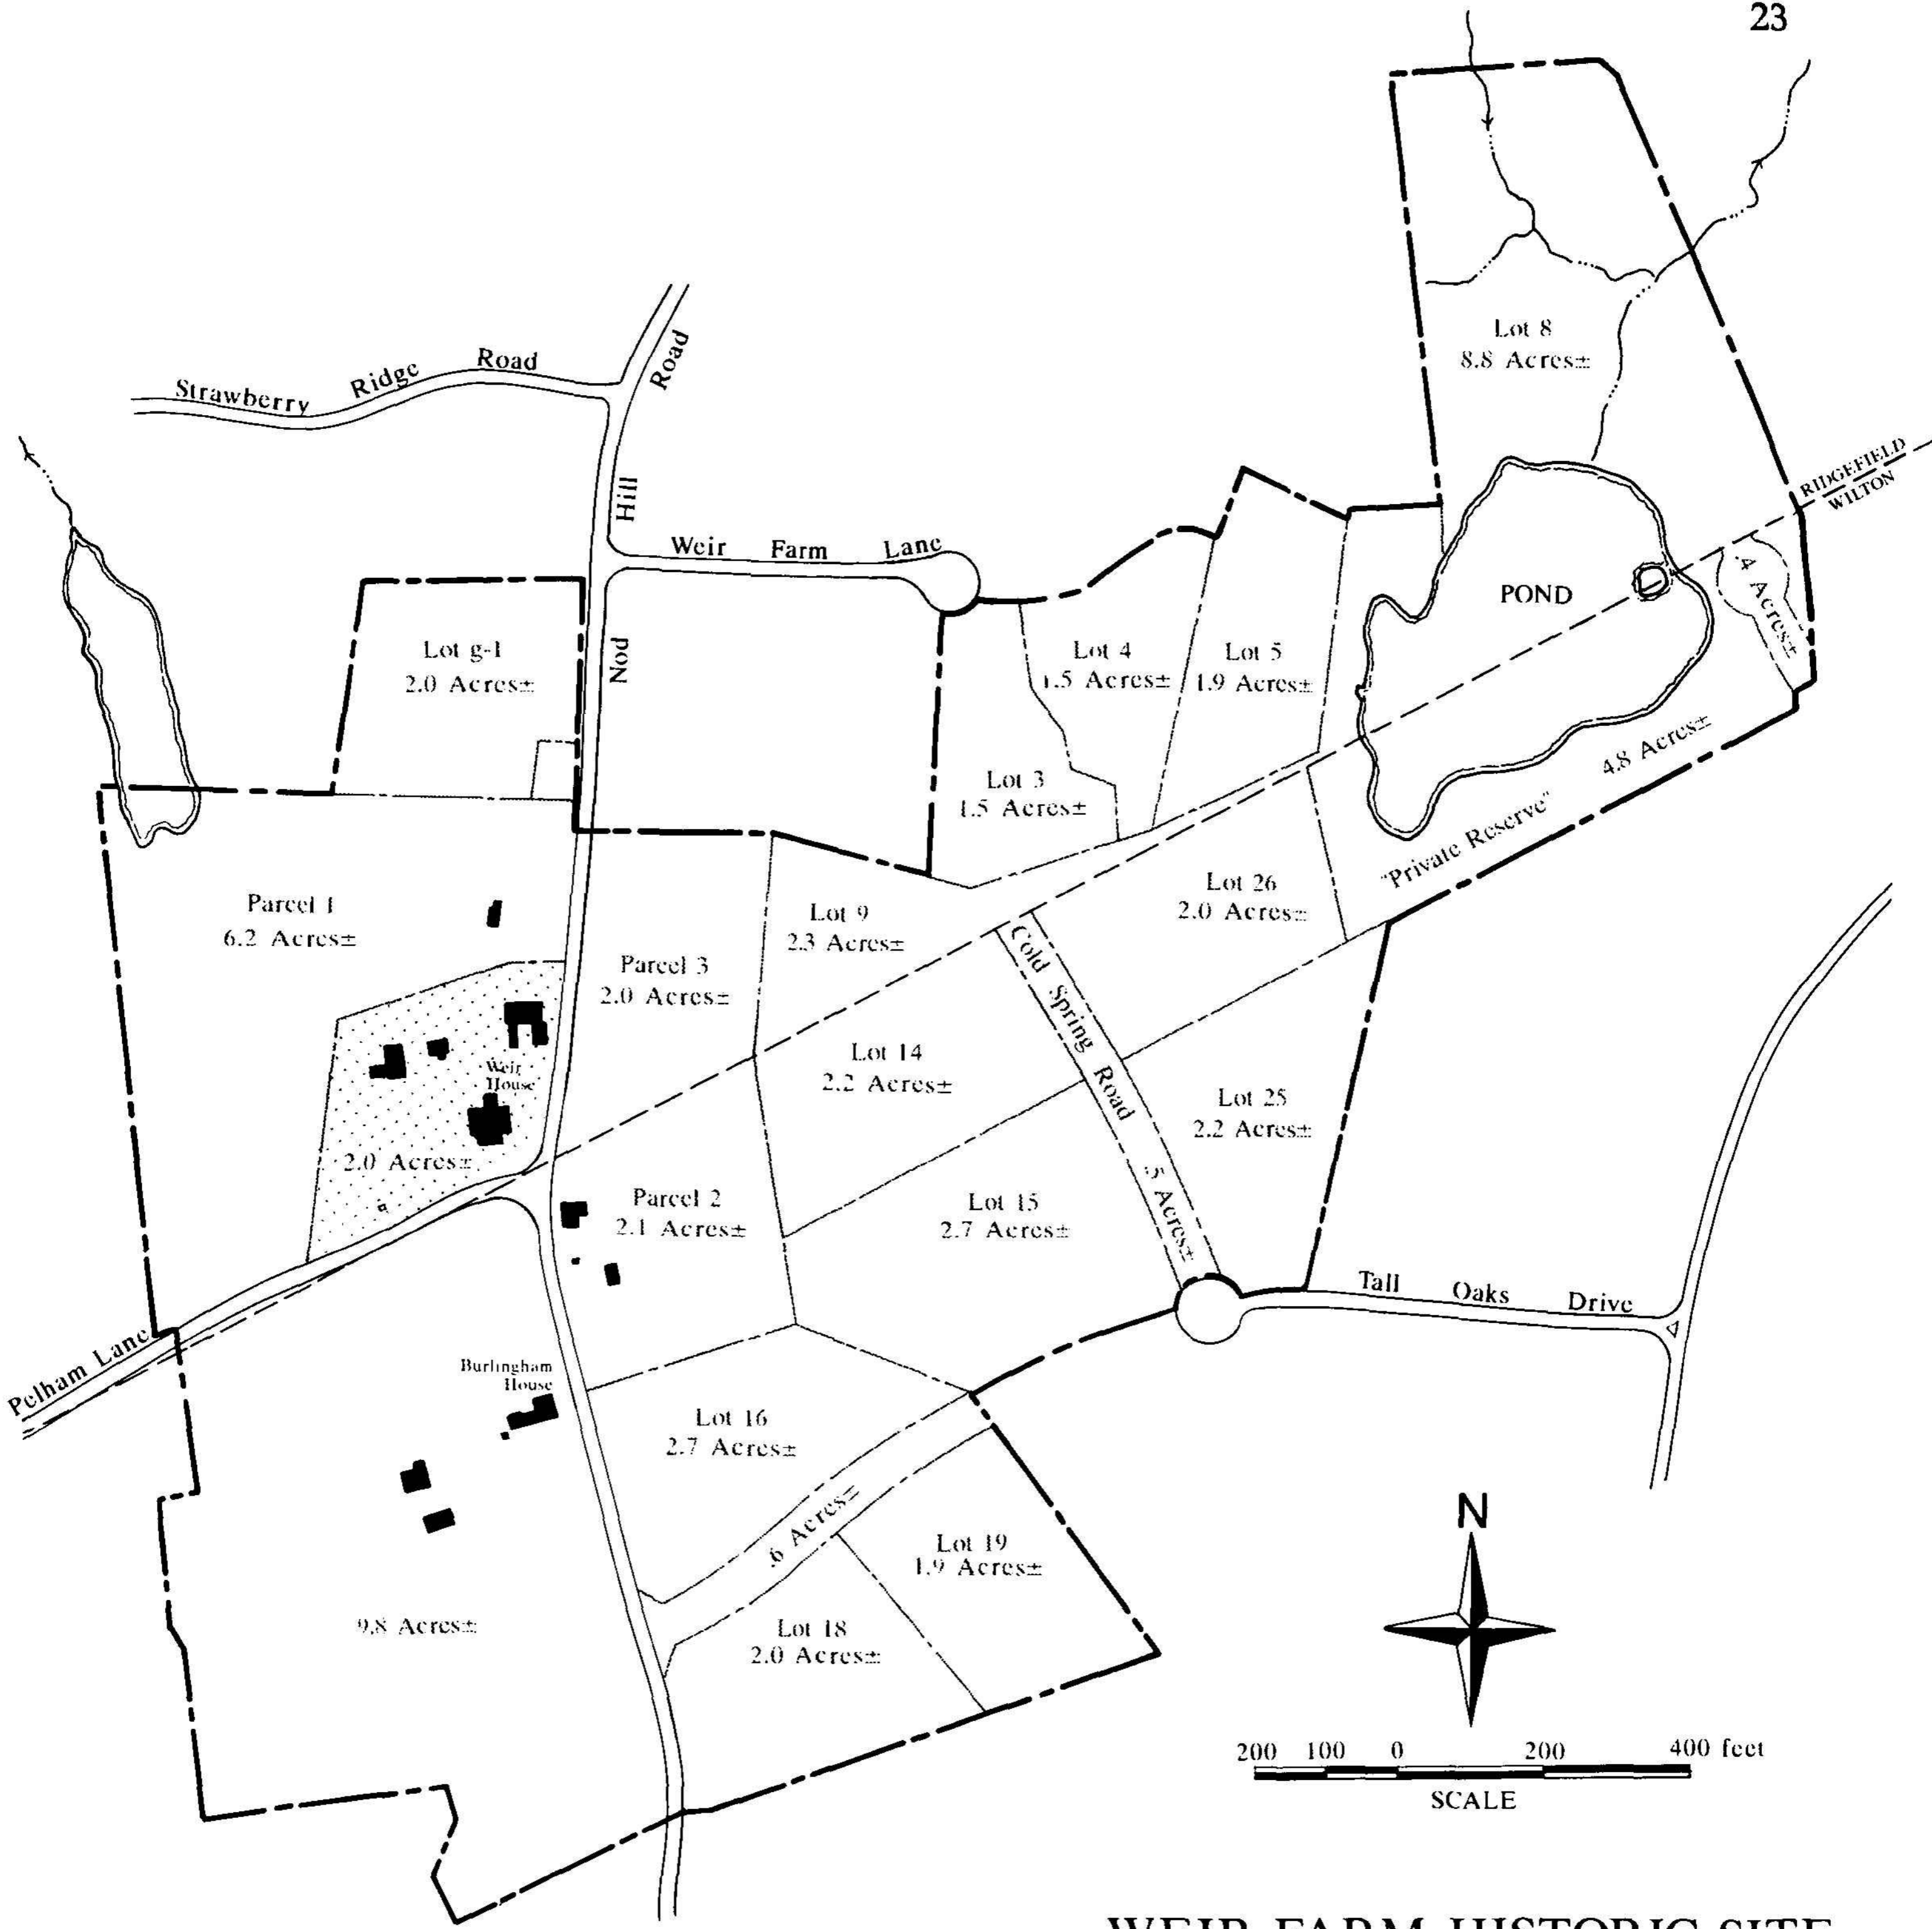 23
Strawberry Ridge Road
Nod Hill Road
Weir Farm Lane
Lot 8
8.8 Acres±
RIDGEFIELD
WILTON
POND
.4 Acres±
Lot g-1
2.0 Acres±
Lot 4
1.5 Acres±
Lot 5
1.9 Acres±
Lot 3
1.5 Acres±
4.8 Acres±
"Private Reserve"
Parcel 1
6.2 Acres±
Lot 9
2.3 Acres±
Lot 26
2.0 Acres±
Parcel 3
2.0 Acres±
Cold Spring Road
.5 Acres±
Weir
House
2.0 Acres±
Lot 14
2.2 Acres±
Lot 25
2.2 Acres±
Parcel 2
2.1 Acres±
Lot 15
2.7 Acres±
Tall Oaks Drive
Pelham Lane
Burlingham
House
Lot 16
2.7 Acres±
.6 Acres±
Lot 19
1.9 Acres±
9.8 Acres±
Lot 18
2.0 Acres±
N
200 100 0 200 400 feet
SCALE
WEIR FARM HISTORIC SITE